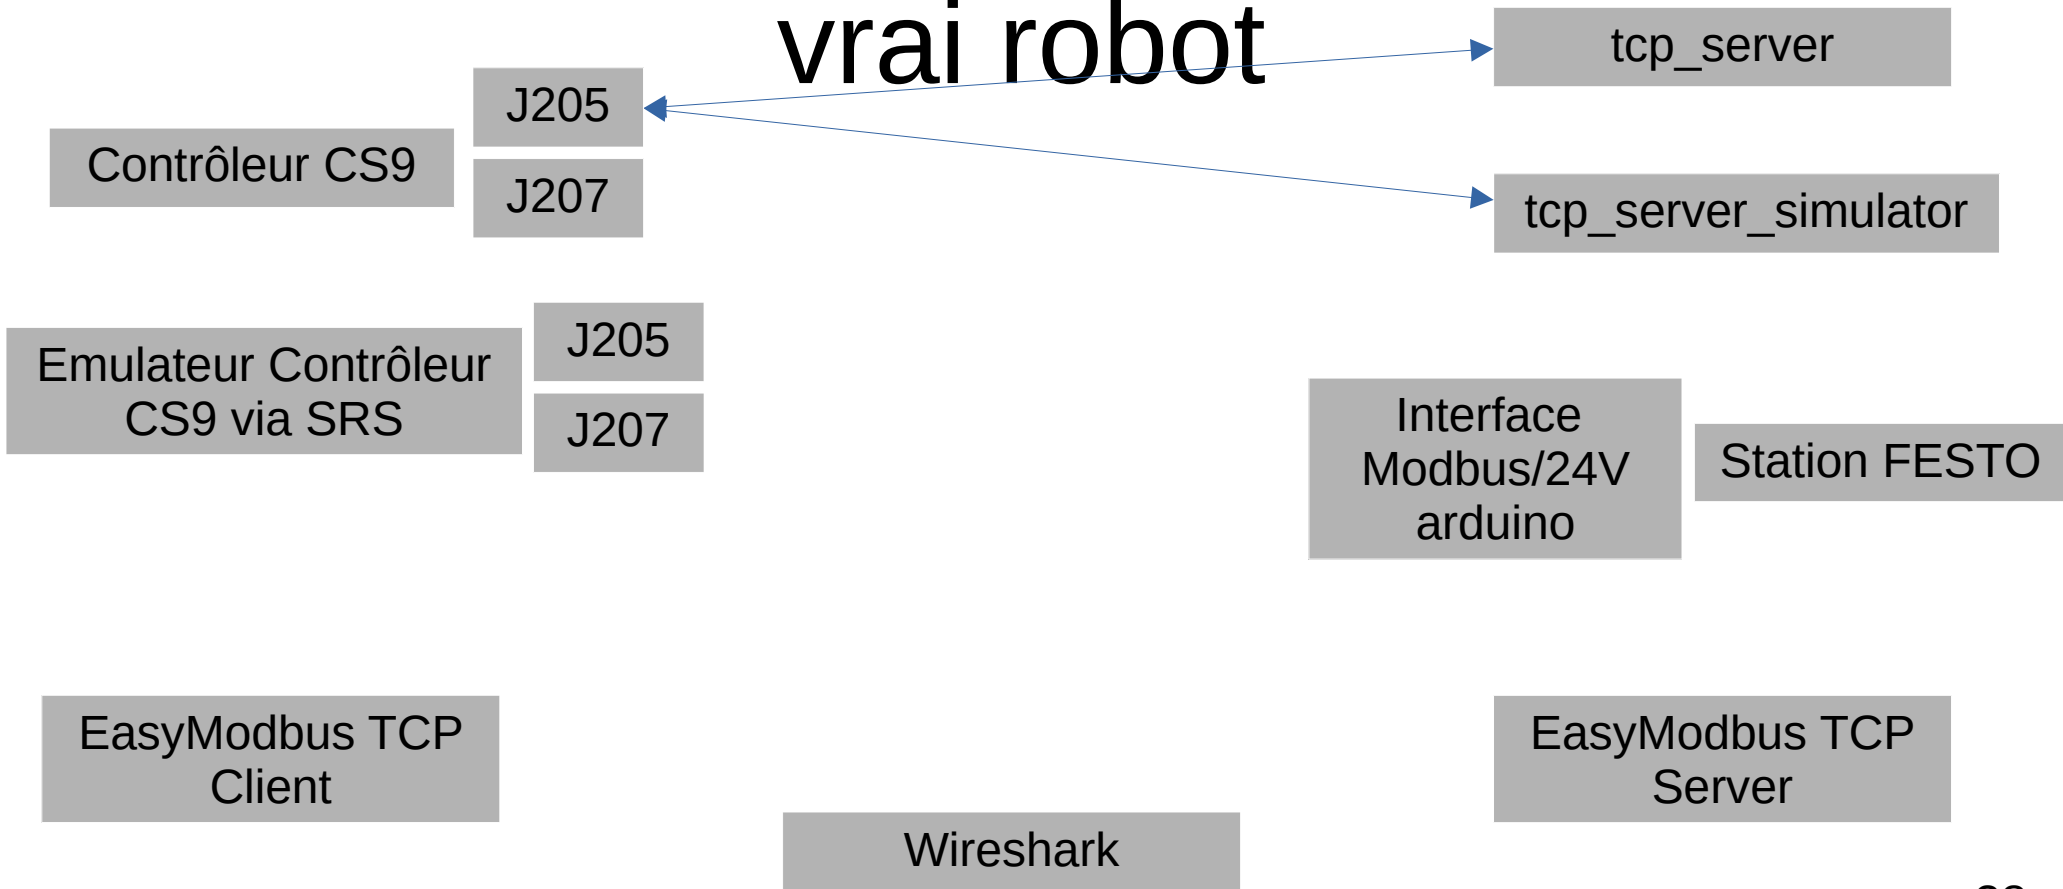 vrai robot
tcp_server
J205
Contrôleur CS9
J207
tcp_server_simulator
J205
Emulateur Contrôleur
CS9 via SRS
J207
Interface
Modbus/24V
arduino
Station FESTO
EasyModbus TCP
Client
EasyModbus TCP
Server
Wireshark